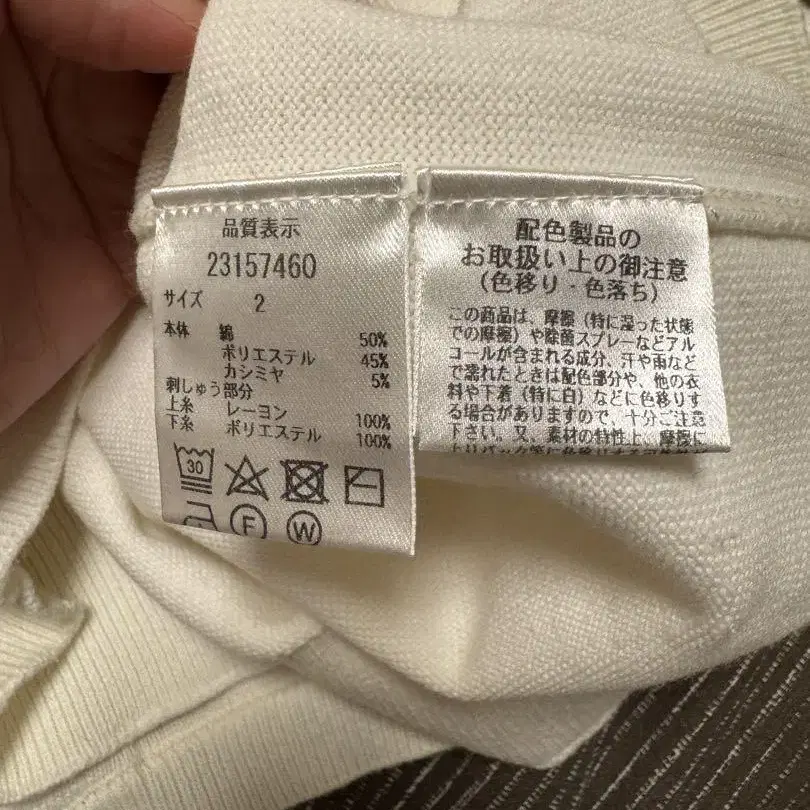 品質表示
23157460
サイズ 2
本体 綿 50%
ポリエステル 45%
カシミヤ 5%
刺しゅう部分
上糸 レーヨン 100%
下糸 ポリエステル 100%
30
F W
配色製品の
お取扱い上の御注意
(色移り・色落ち)
この商品は、摩擦（特に湿った状態
での摩擦）や除菌スプレーなどアル
コールが含まれる成分、汗や雨など
で濡れたときは配色部分や、他の衣
料や下着（特に白）などに色移りす
る場合がありますので、十分ご注意
下さい。又、素材の特性上、摩擦に